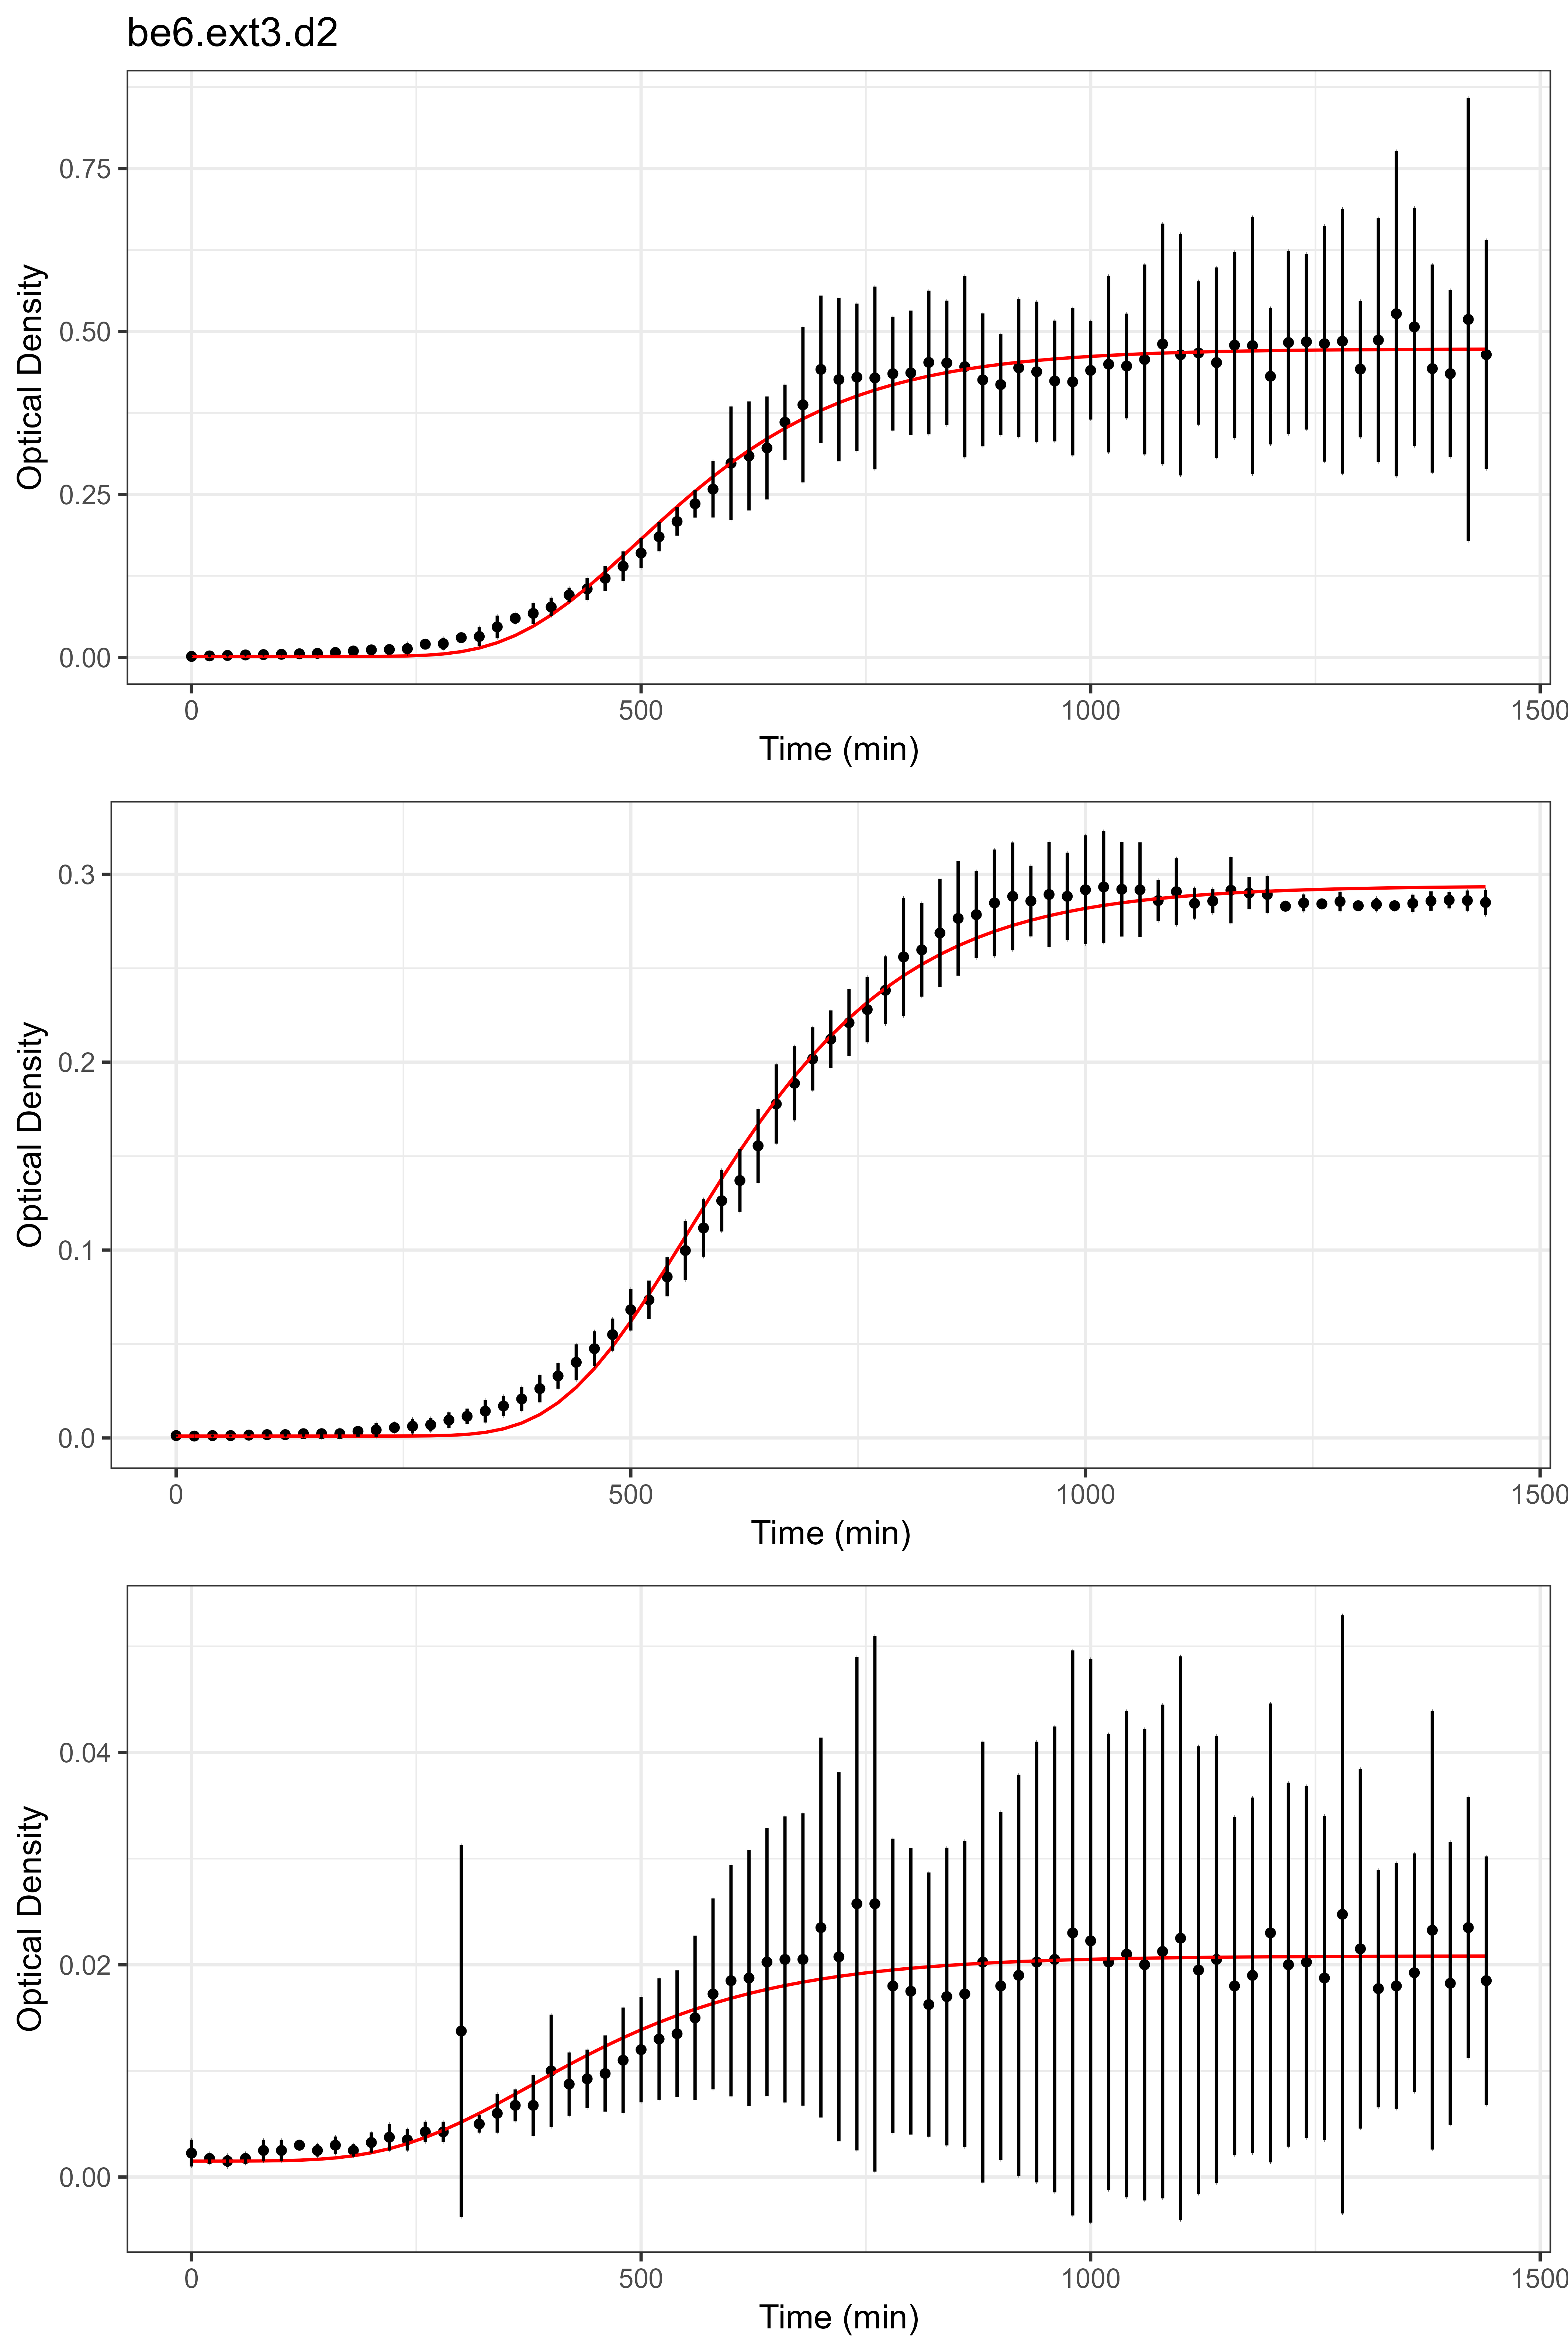 be6.ext3.d2
0.75
0.50
0.25
0.00
Optical Density
0 500 1000 1500
Time (min)
0.3
0.2
0.1
0.0
Optical Density
0 500 1000 1500
Time (min)
0.04
0.02
0.00
Optical Density
0 500 1000 1500
Time (min)